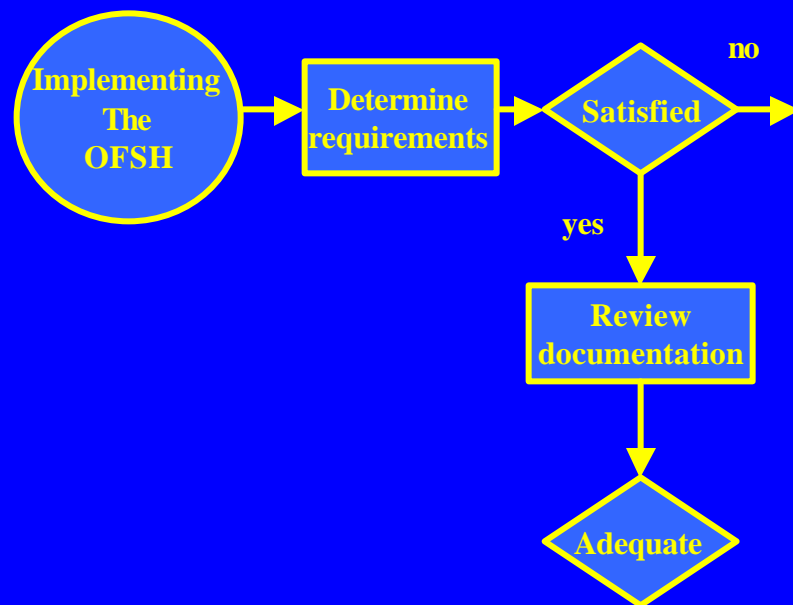 Implementing
The
OFSH
Determine
requirements
Satisfied
no
yes
Review
documentation
Adequate